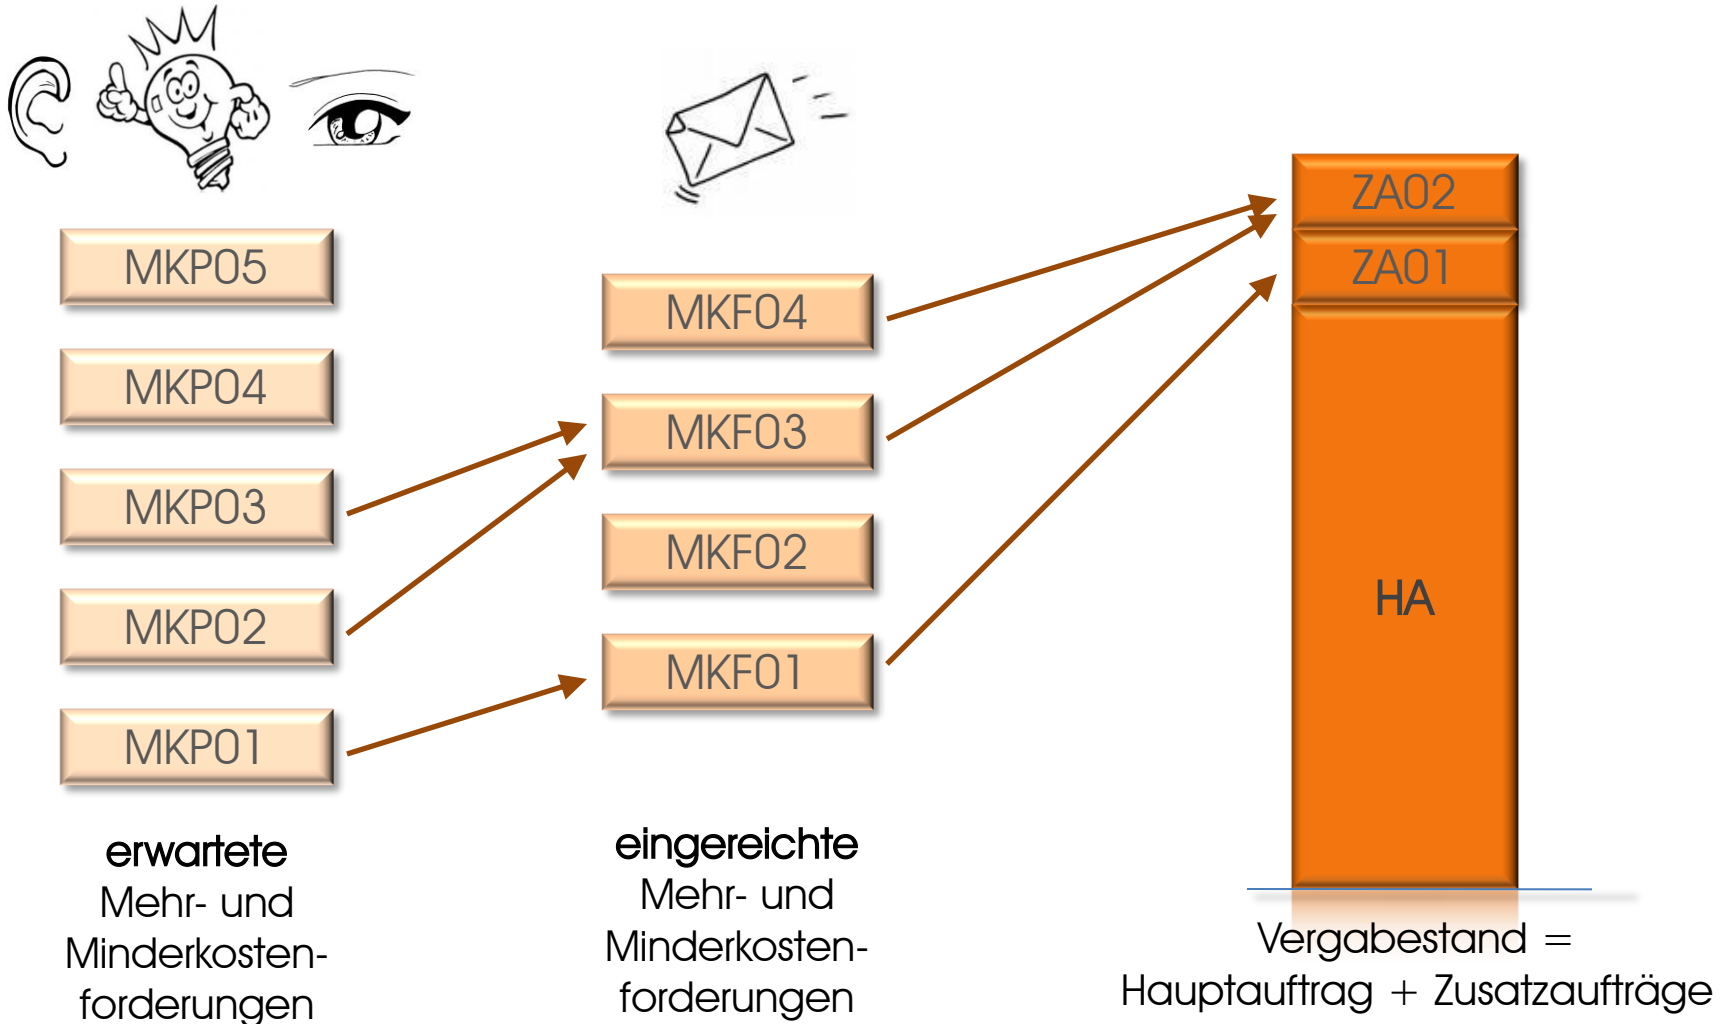 MKP05
MKP04
MKP03
MKP02
MKP01
erwartete
Mehr- und
Minderkosten-
forderungen
MKF04
MKF03
MKF02
MKF01
eingereichte
Mehr- und
Minderkosten-
forderungen
ZA02
ZA01
HA
Vergabestand =
Hauptauftrag + Zusatzaufträge